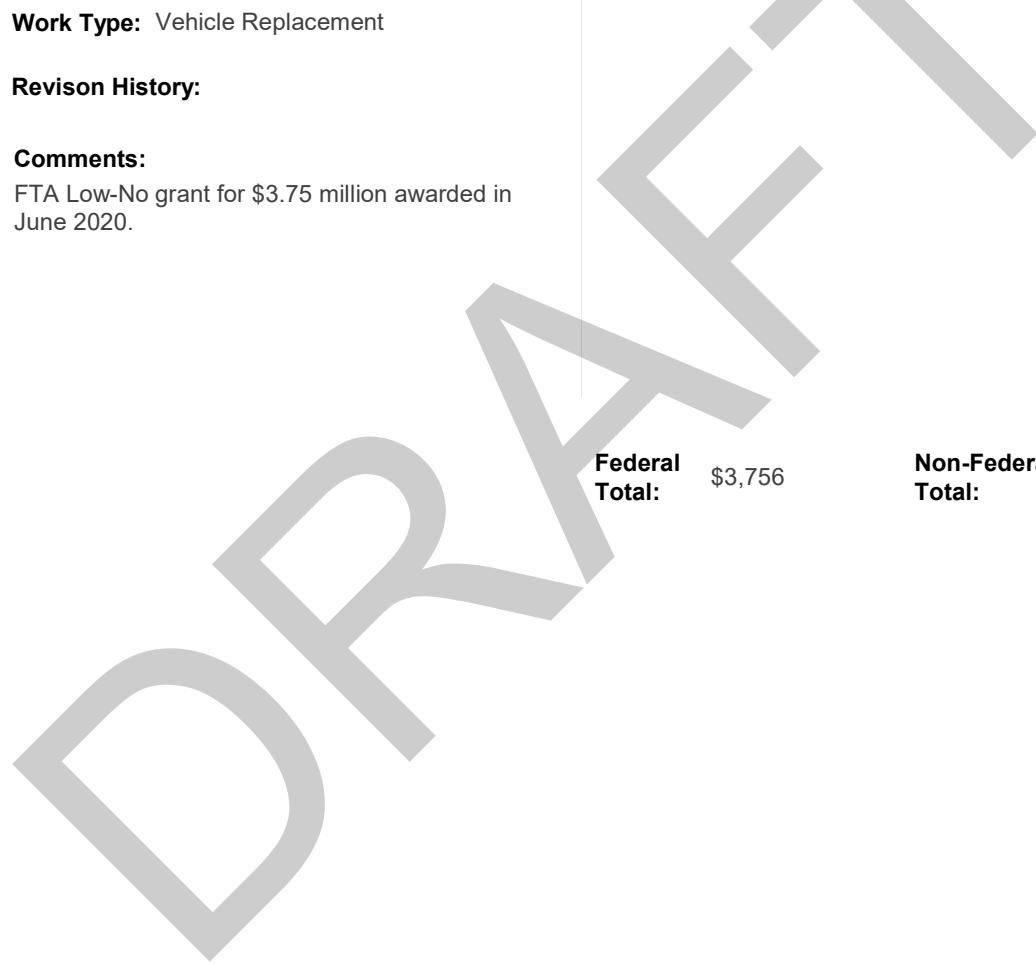 Work Type: Vehicle Replacement
Revison History:
Comments:
FTA Low-No grant for $3.75 million awarded in
June 2020.
Federal
Total: $3,756
Non-Federa
Total:
DRAFT